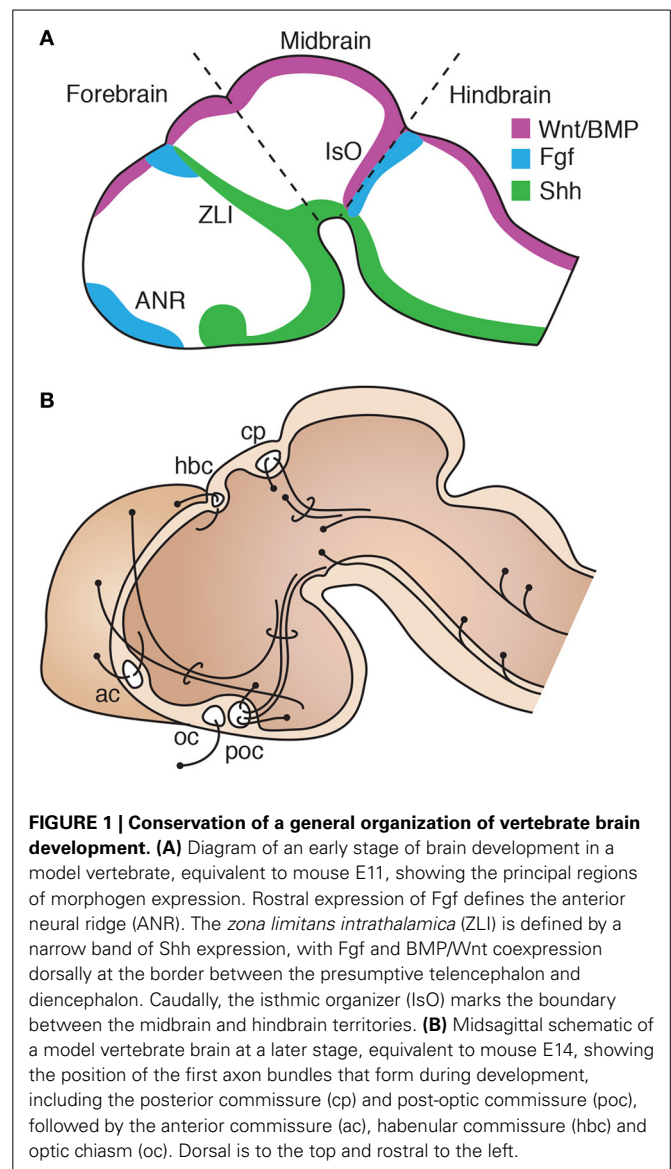 A
Midbrain
Forebrain
Hindbrain
Wnt/BMP
Fgf
Shh
IsO
ZLI
ANR
B
cp
hbc
ac
oc
poc
FIGURE 1 | Conservation of a general organization of vertebrate brain
development. (A) Diagram of an early stage of brain development in a
model vertebrate, equivalent to mouse E11, showing the principal regions
of morphogen expression. Rostral expression of Fgf defines the anterior
neural ridge (ANR). The zona limitans intrathalamica (ZLI) is defined by a
narrow band of Shh expression, with Fgf and BMP/Wnt coexpression
dorsally at the border between the presumptive telencephalon and
diencephalon. Caudally, the isthmic organizer (IsO) marks the boundary
between the midbrain and hindbrain territories. (B) Midsagittal schematic of
a model vertebrate brain at a later stage, equivalent to mouse E14, showing
the position of the first axon bundles that form during development,
including the posterior commissure (cp) and post-optic commissure (poc),
followed by the anterior commissure (ac), habenular commissure (hbc) and
optic chiasm (oc). Dorsal is to the top and rostral to the left.